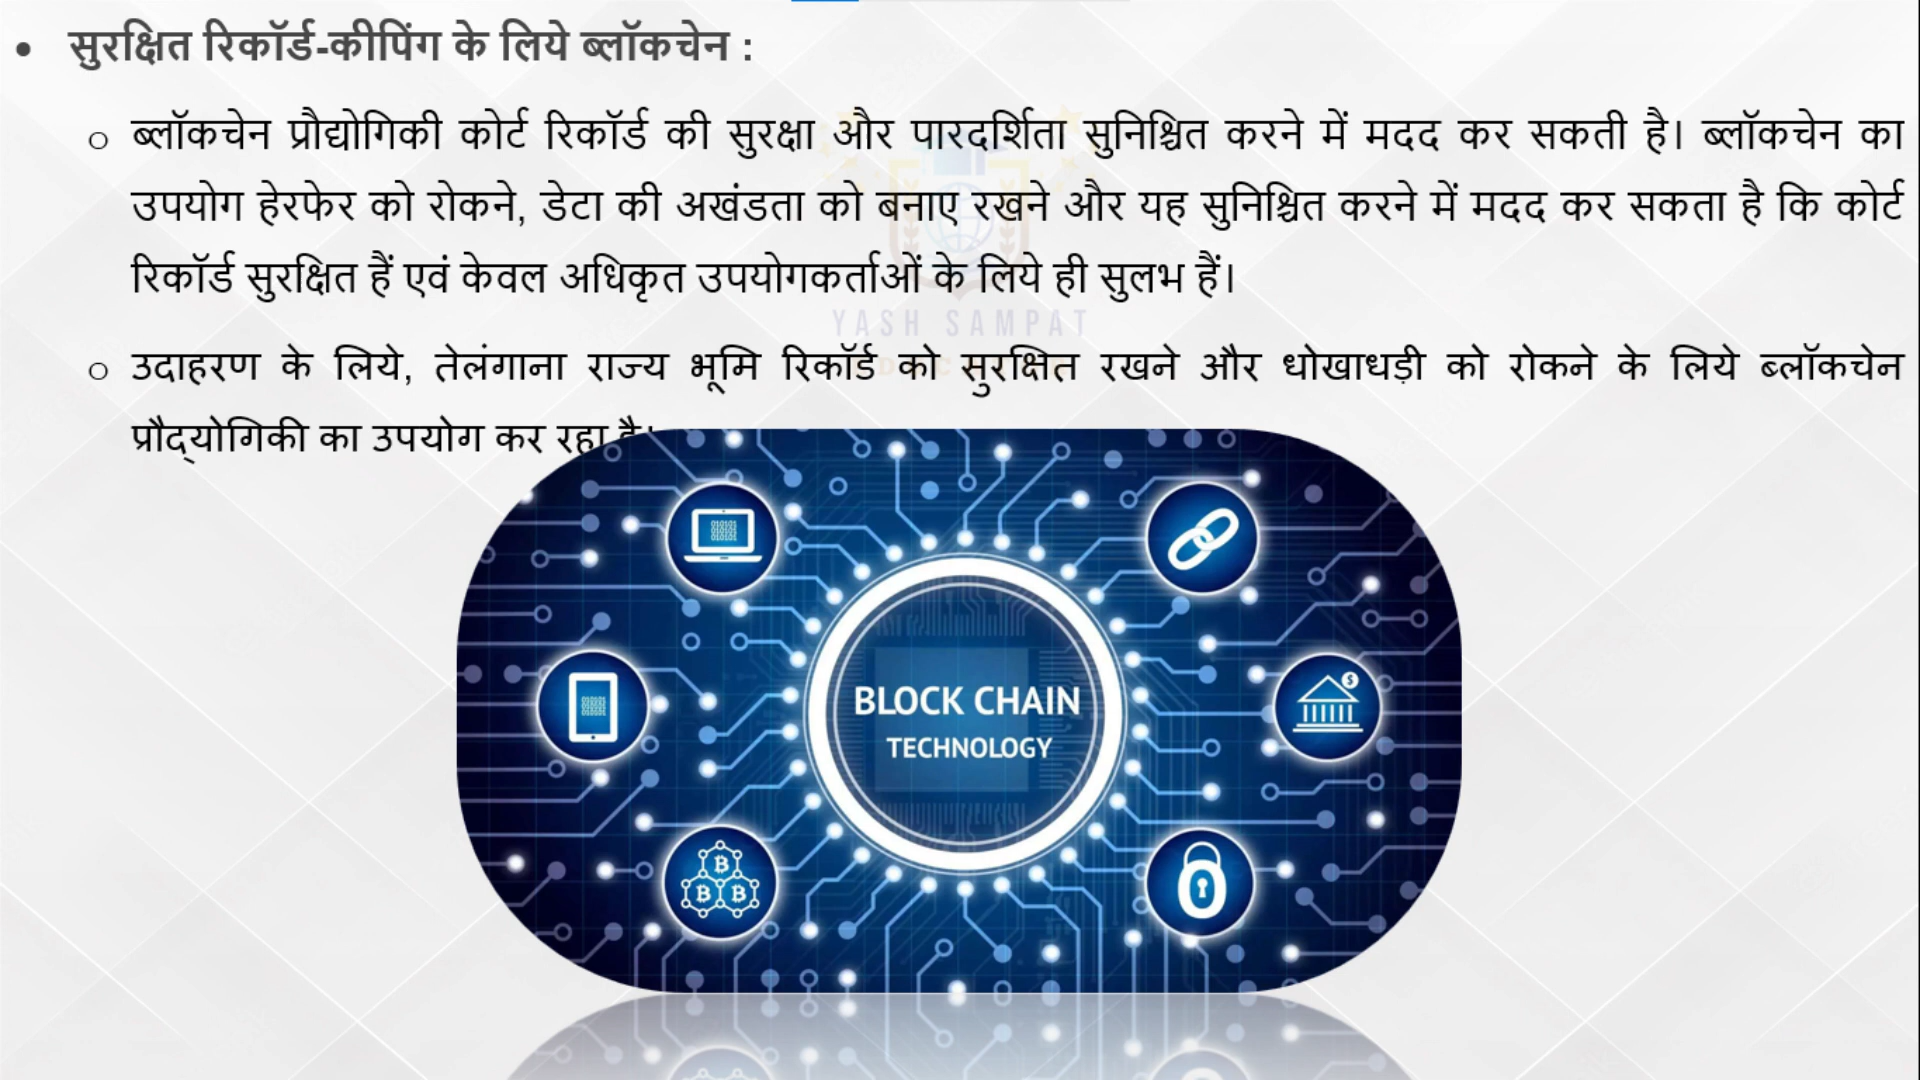 • सुरक्षित रिकॉर्ड-कीपिंग के लिये ब्लॉकचेन :
o ब्लॉकचेन प्रौद्योगिकी कोर्ट रिकॉर्ड की सुरक्षा और पारदर्शिता सुनिश्चित करने में मदद कर सकती है। ब्लॉकचेन का
उपयोग हेरफेर को रोकने, डेटा की अखंडता को बनाए रखने और यह सुनिश्चित करने में मदद कर सकता है कि कोर्ट
रिकॉर्ड सुरक्षित हैं एवं केवल अधिकृत उपयोगकर्ताओं के लिये ही सुलभ हैं।
YASH SAMPAT
o उदाहरण के लिये, तेलंगाना राज्य भूमि रिकॉर्ड को सुरक्षित रखने और धोखाधड़ी को रोकने के लिये ब्लॉकचेन
प्रौद्योगिकी का उपयोग कर रहा है।
BLOCK CHAIN
TECHNOLOGY